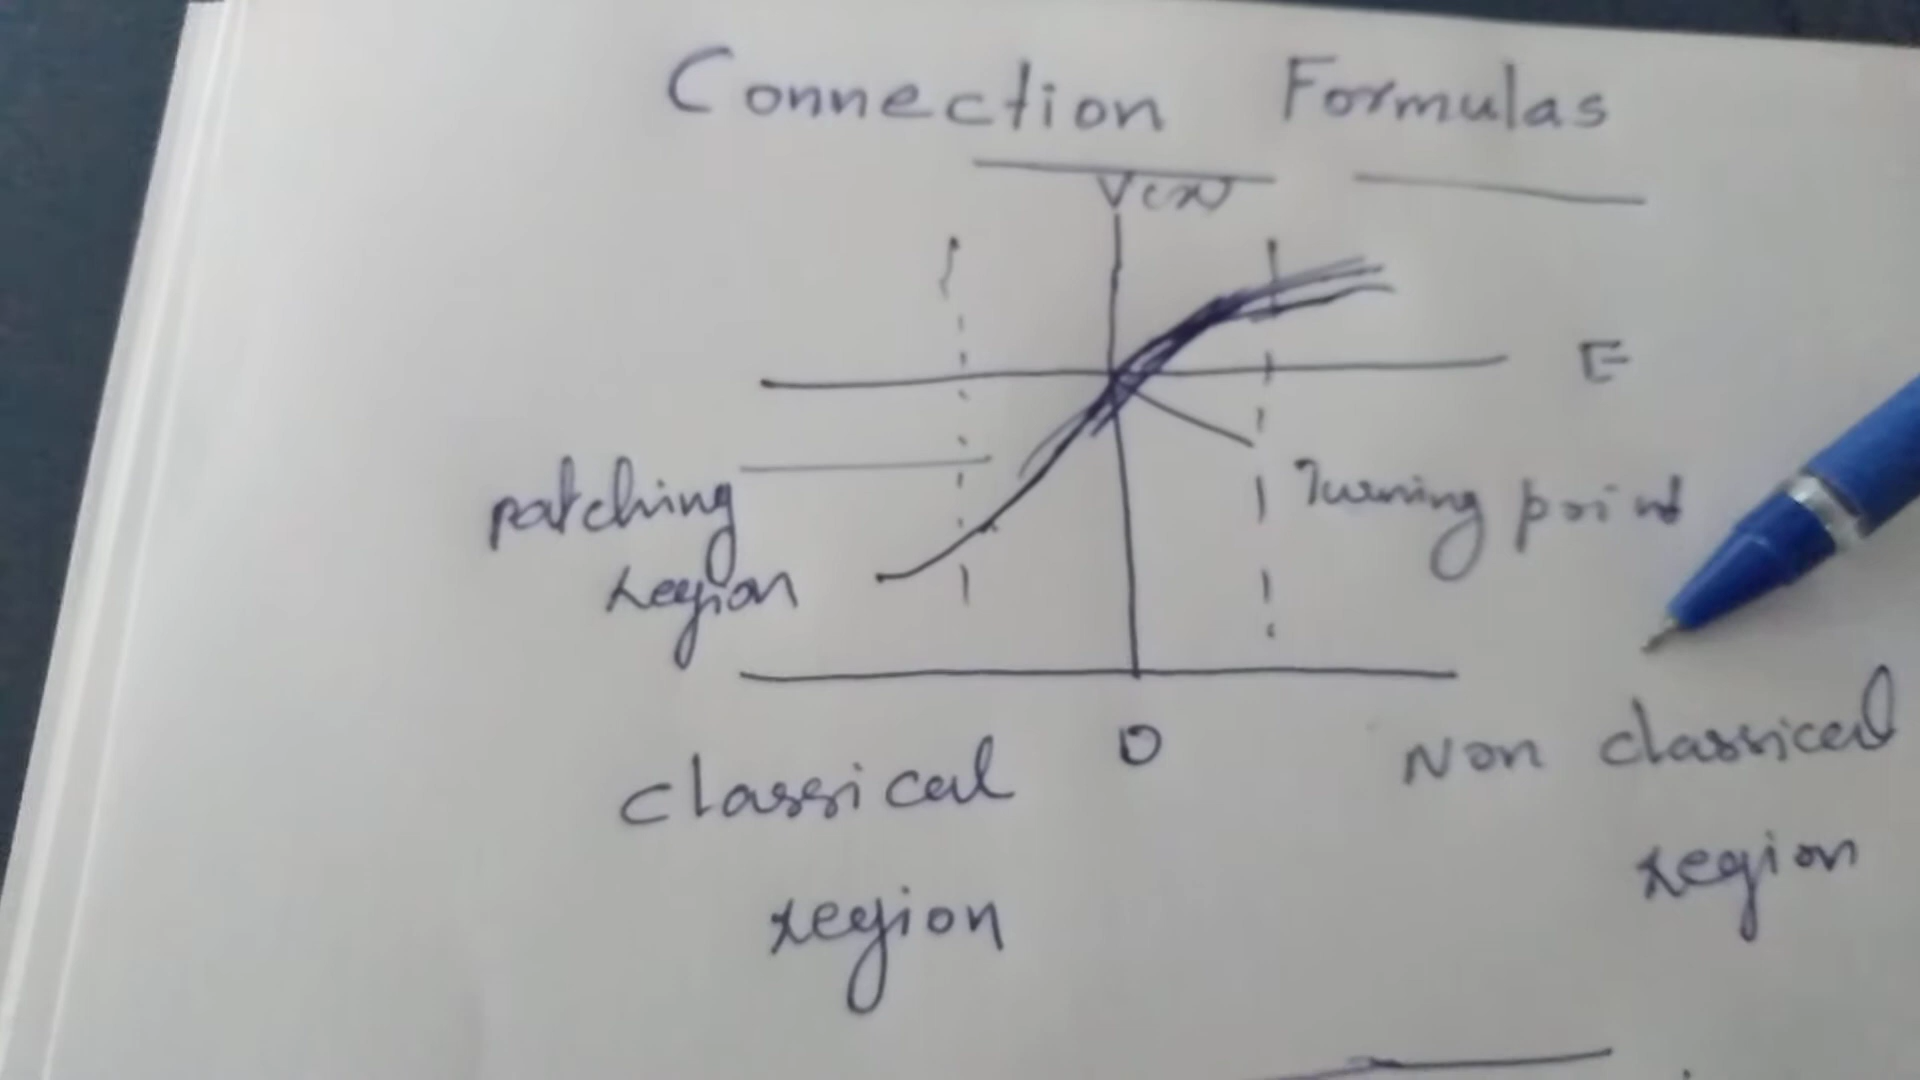 Connection Formulas
V(x)
E
patching
region
Turning point
0
classical
region
Non classical
region